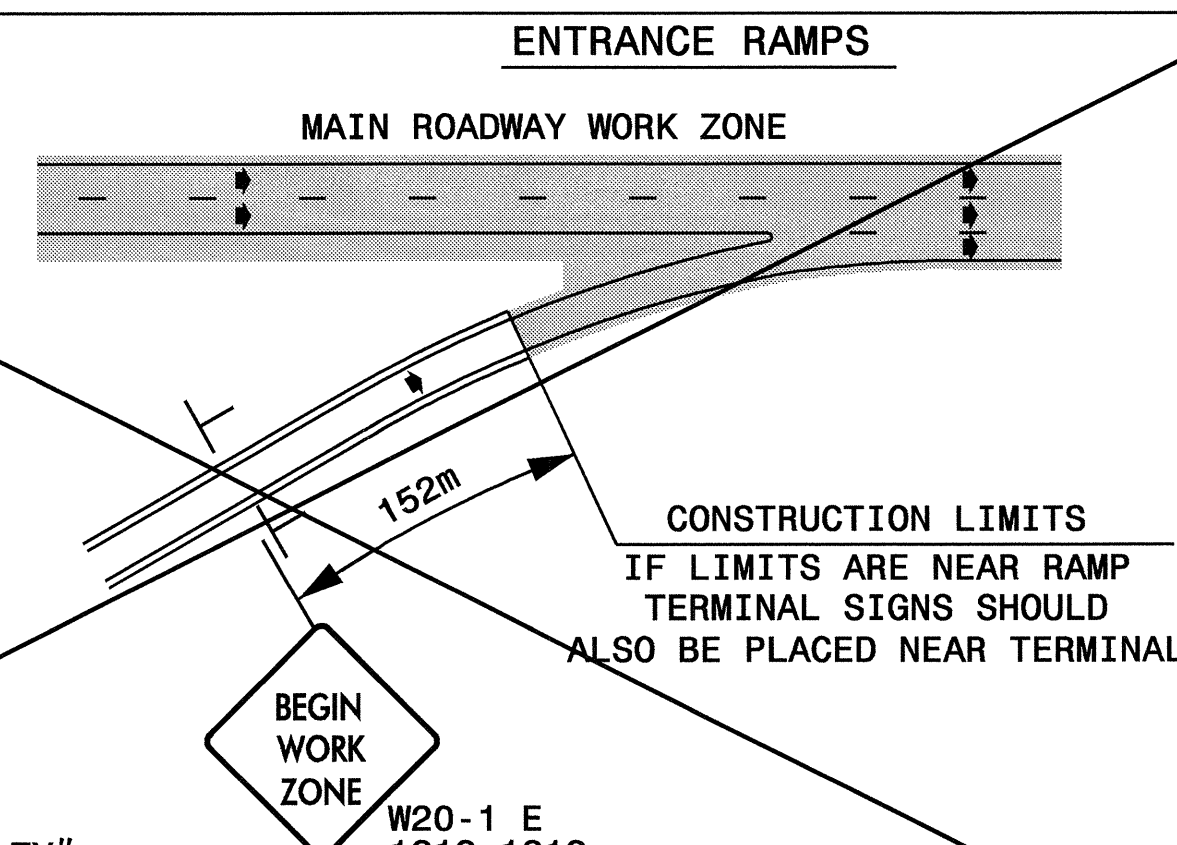 ENTRANCE RAMPS
MAIN ROADWAY WORK ZONE
152m
CONSTRUCTION LIMITS
IF LIMITS ARE NEAR RAMP
TERMINAL SIGNS SHOULD
ALSO BE PLACED NEAR TERMINAL
BEGIN
WORK
ZONE
W20-1 E